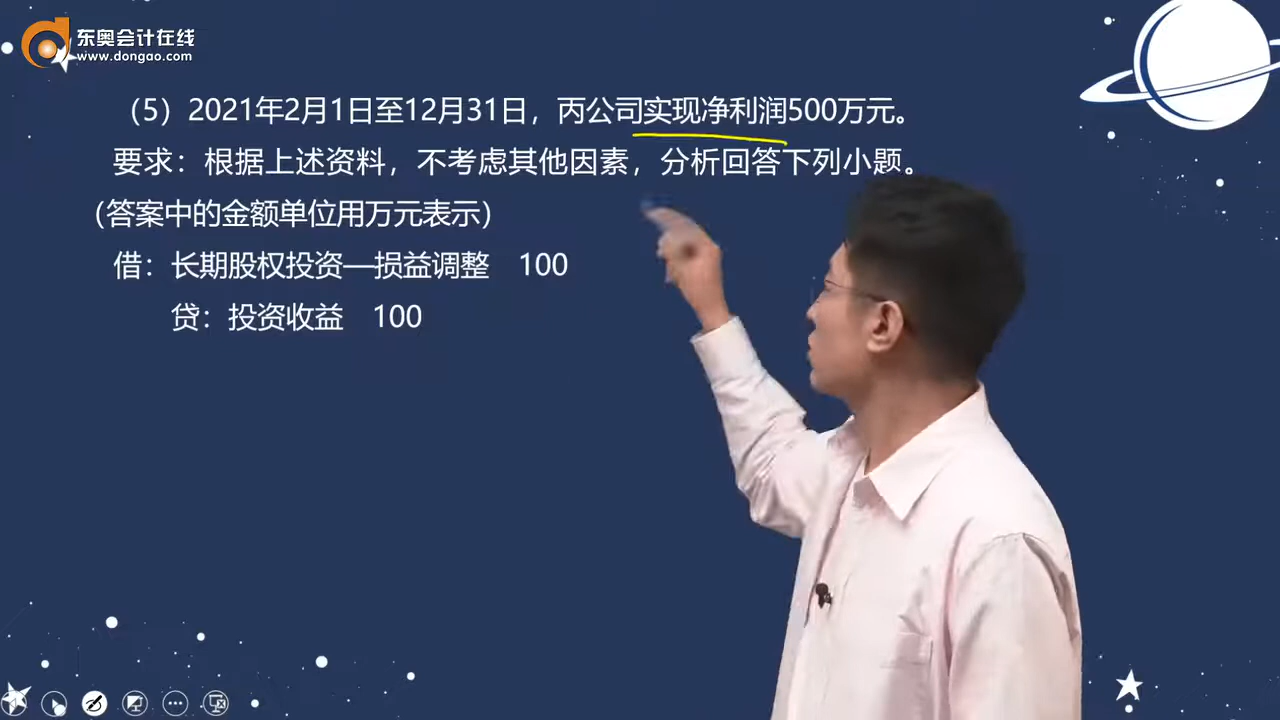 东奥会计在线
www.dongao.com
（5）2021年2月1日至12月31日，丙公司实现净利润500万元。
要求：根据上述资料，不考虑其他因素，分析回答下列小题。
（答案中的金额单位用万元表示）
借：长期股权投资—损益调整 100
贷：投资收益 100